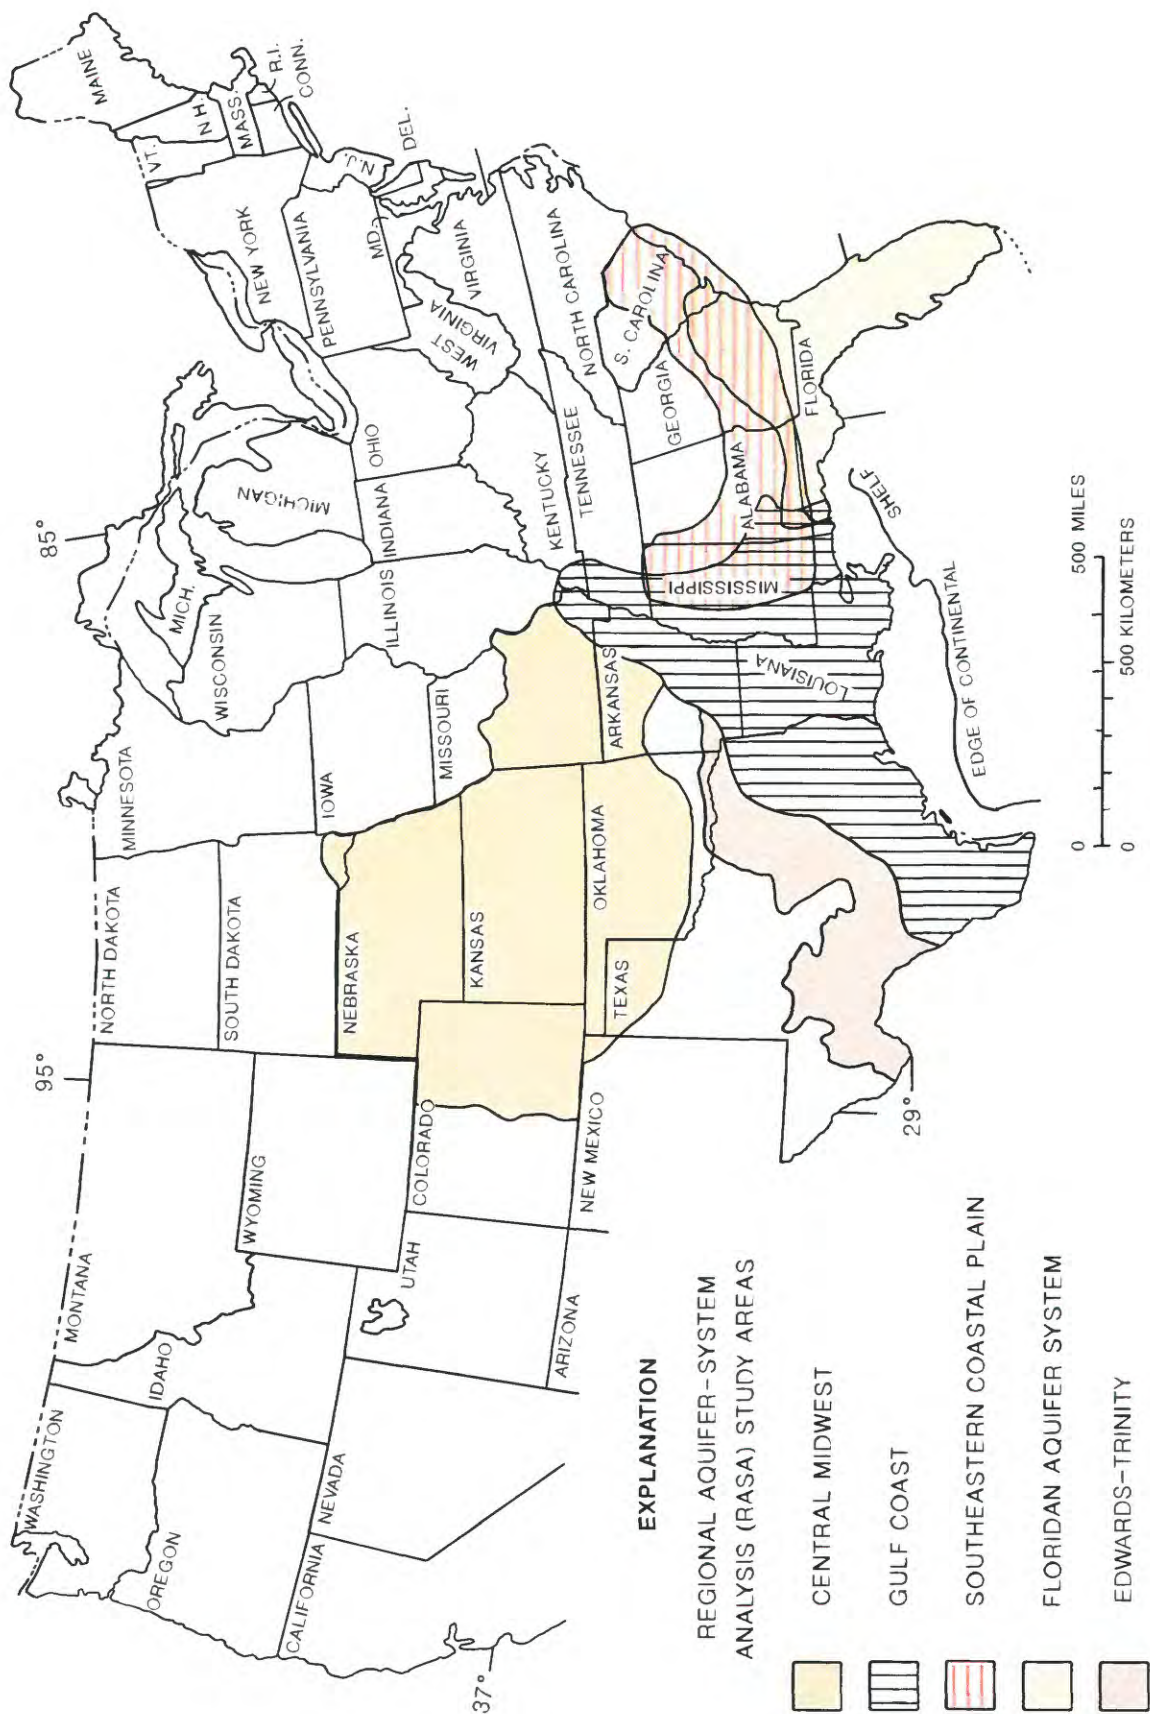 95°
85°
WASHINGTON
MONTANA
NORTH DAKOTA
MINNESOTA
MICH.
MICHIGAN
VT.
MAINE
N H.
MASS.
R.I.
CONN.
OREGON
IDAHO
WYOMING
SOUTH DAKOTA
WISCONSIN
NEW YORK
IOWA
ILLINOIS
INDIANA
OHIO
PENNSYLVANIA
N.J.
DEL.
MD.
NEBRASKA
CALIFORNIA
NEVADA
UTAH
COLORADO
KANSAS
MISSOURI
KENTUCKY
WEST
VIRGINIA
VIRGINIA
37°
ARIZONA
NEW MEXICO
TEXAS
OKLAHOMA
ARKANSAS
TENNESSEE
NORTH CAROLINA
S. CAROLINA
MISSISSIPPI
ALABAMA
GEORGIA
LOUISIANA
FLORIDA
29°
EDGE OF CONTINENTAL
SHELF
0
500 MILES
0
500 KILOMETERS
EXPLANATION
REGIONAL AQUIFER-SYSTEM
ANALYSIS (RASA) STUDY AREAS
CENTRAL MIDWEST
GULF COAST
SOUTHEASTERN COASTAL PLAIN
FLORIDAN AQUIFER SYSTEM
EDWARDS-TRINITY